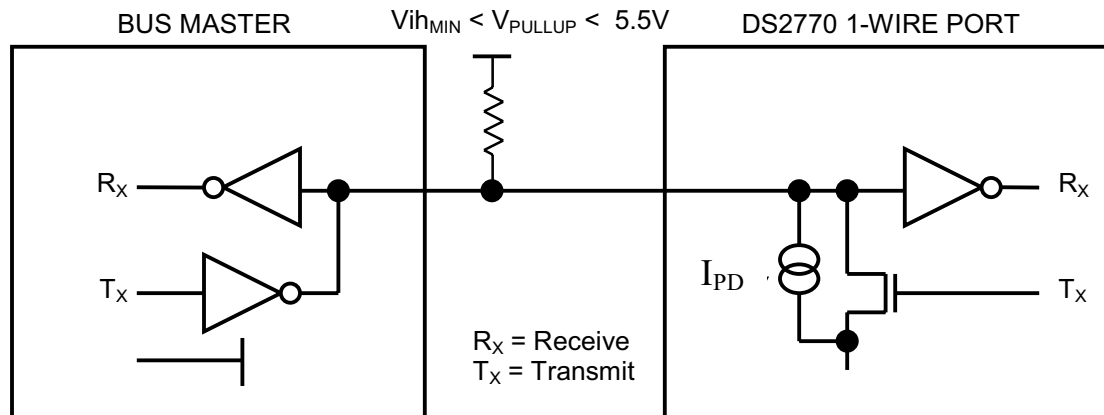 BUS MASTER
Vih_MIN < V_PULLUP < 5.5V
DS2770 1-WIRE PORT
R_X
R_X
T_X
I_PD
T_X
R_X = Receive
T_X = Transmit